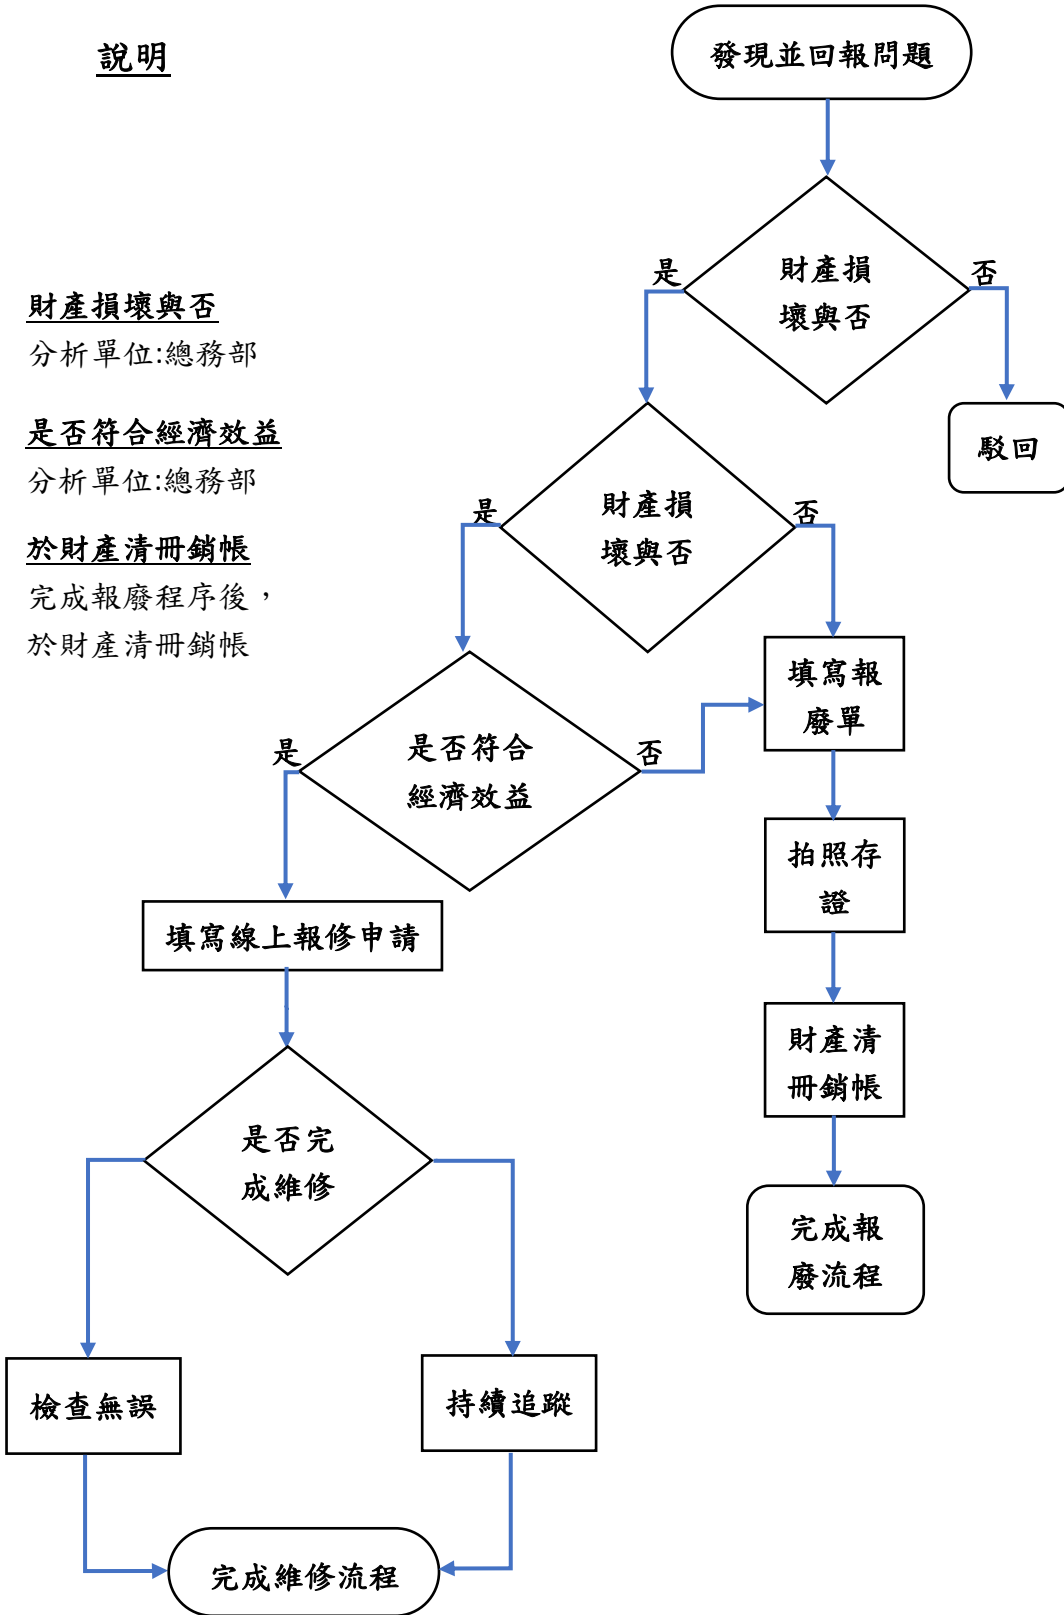 說明
財產損壞與否
分析單位:總務部
是否符合經濟效益
分析單位:總務部
於財產清冊銷帳
完成報廢程序後，
於財產清冊銷帳
發現並回報問題
財產損
壞與否
是
否
駁回
財產損
壞與否
是
否
是否符合
經濟效益
是
否
填寫報
廢單
拍照存
證
財產清
冊銷帳
完成報
廢流程
填寫線上報修申請
是否完
成維修
檢查無誤
持續追蹤
完成維修流程